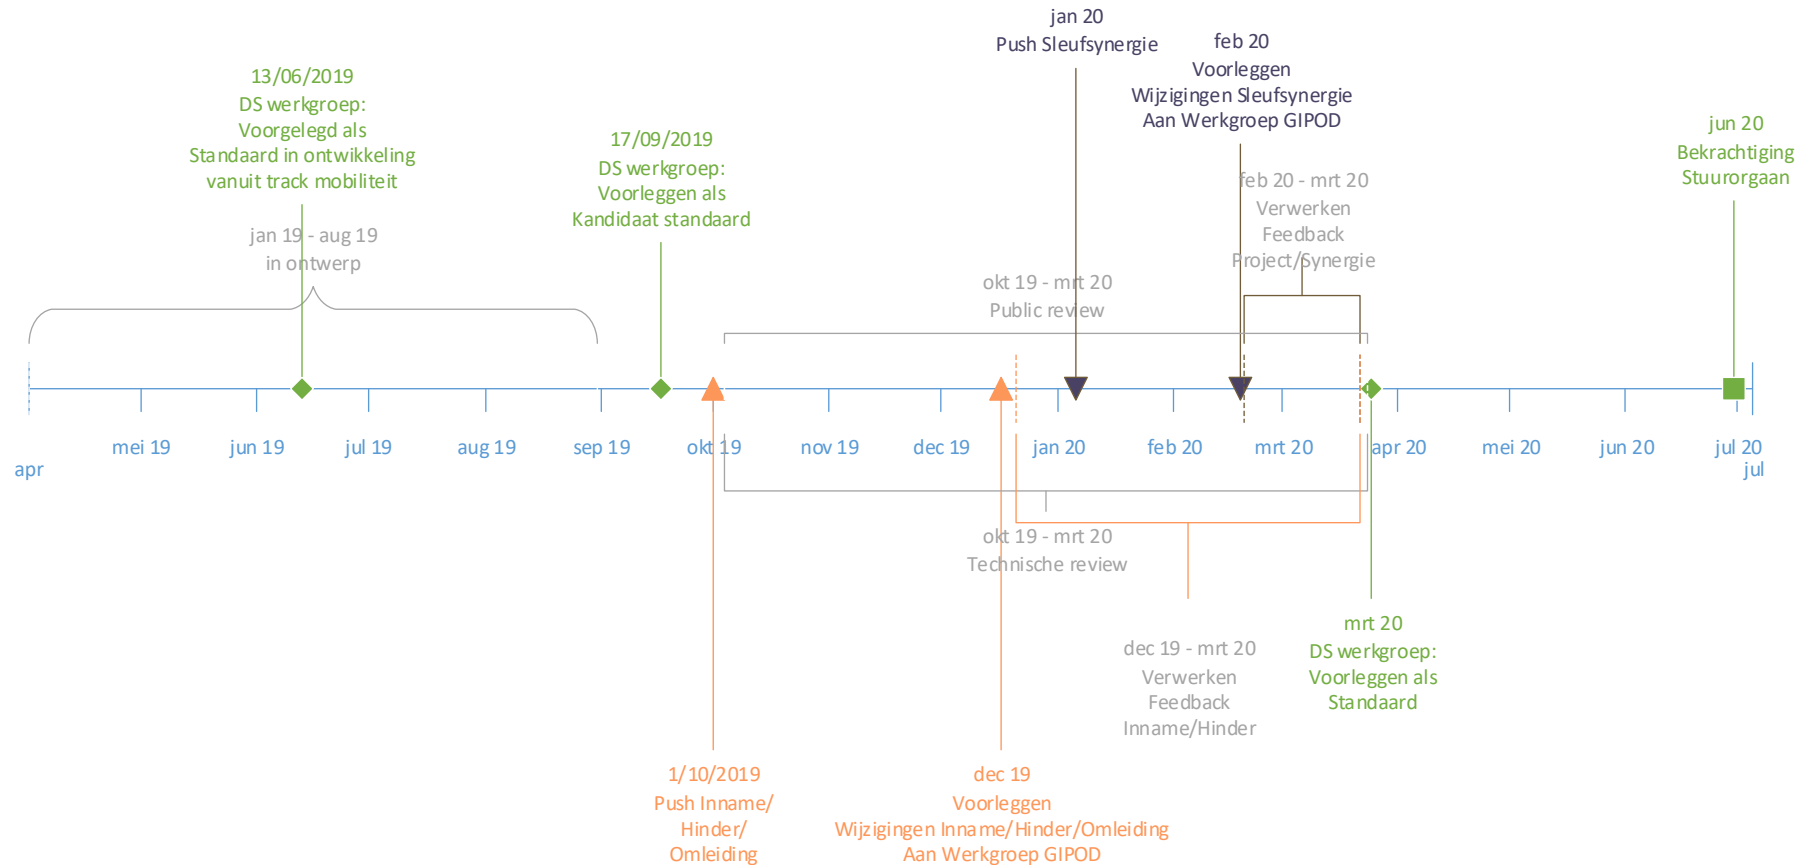 jan 20
Push Sleufsynergie
feb 20
Voorleggen
Wijzigingen Sleufsynergie
Aan Werkgroep GIPOD
13/06/2019
DS werkgroep:
Voorgelegd als
Standaard in ontwikkeling
vanuit track mobiliteit
17/09/2019
DS werkgroep:
Voorleggen als
Kandidaat standaard
jun 20
Bekrachtiging
Stuurorgaan
jan 19 - aug 19
in ontwerp
feb 20 - mrt 20
Verwerken
Feedback
Project/Synergie
okt 19 - mrt 20
Public review
mei 19
jun 19
jul 19
aug 19
sep 19
okt 19
nov 19
dec 19
jan 20
feb 20
mrt 20
apr 20
mei 20
jun 20
jul 20
apr
jul
okt 19 - mrt 20
Technische review
dec 19 - mrt 20
Verwerken
Feedback
Inname/Hinder
mrt 20
DS werkgroep:
Voorleggen als
Standaard
1/10/2019
Push Inname/
Hinder/
Omleiding
dec 19
Voorleggen
Wijzigingen Inname/Hinder/Omleiding
Aan Werkgroep GIPOD